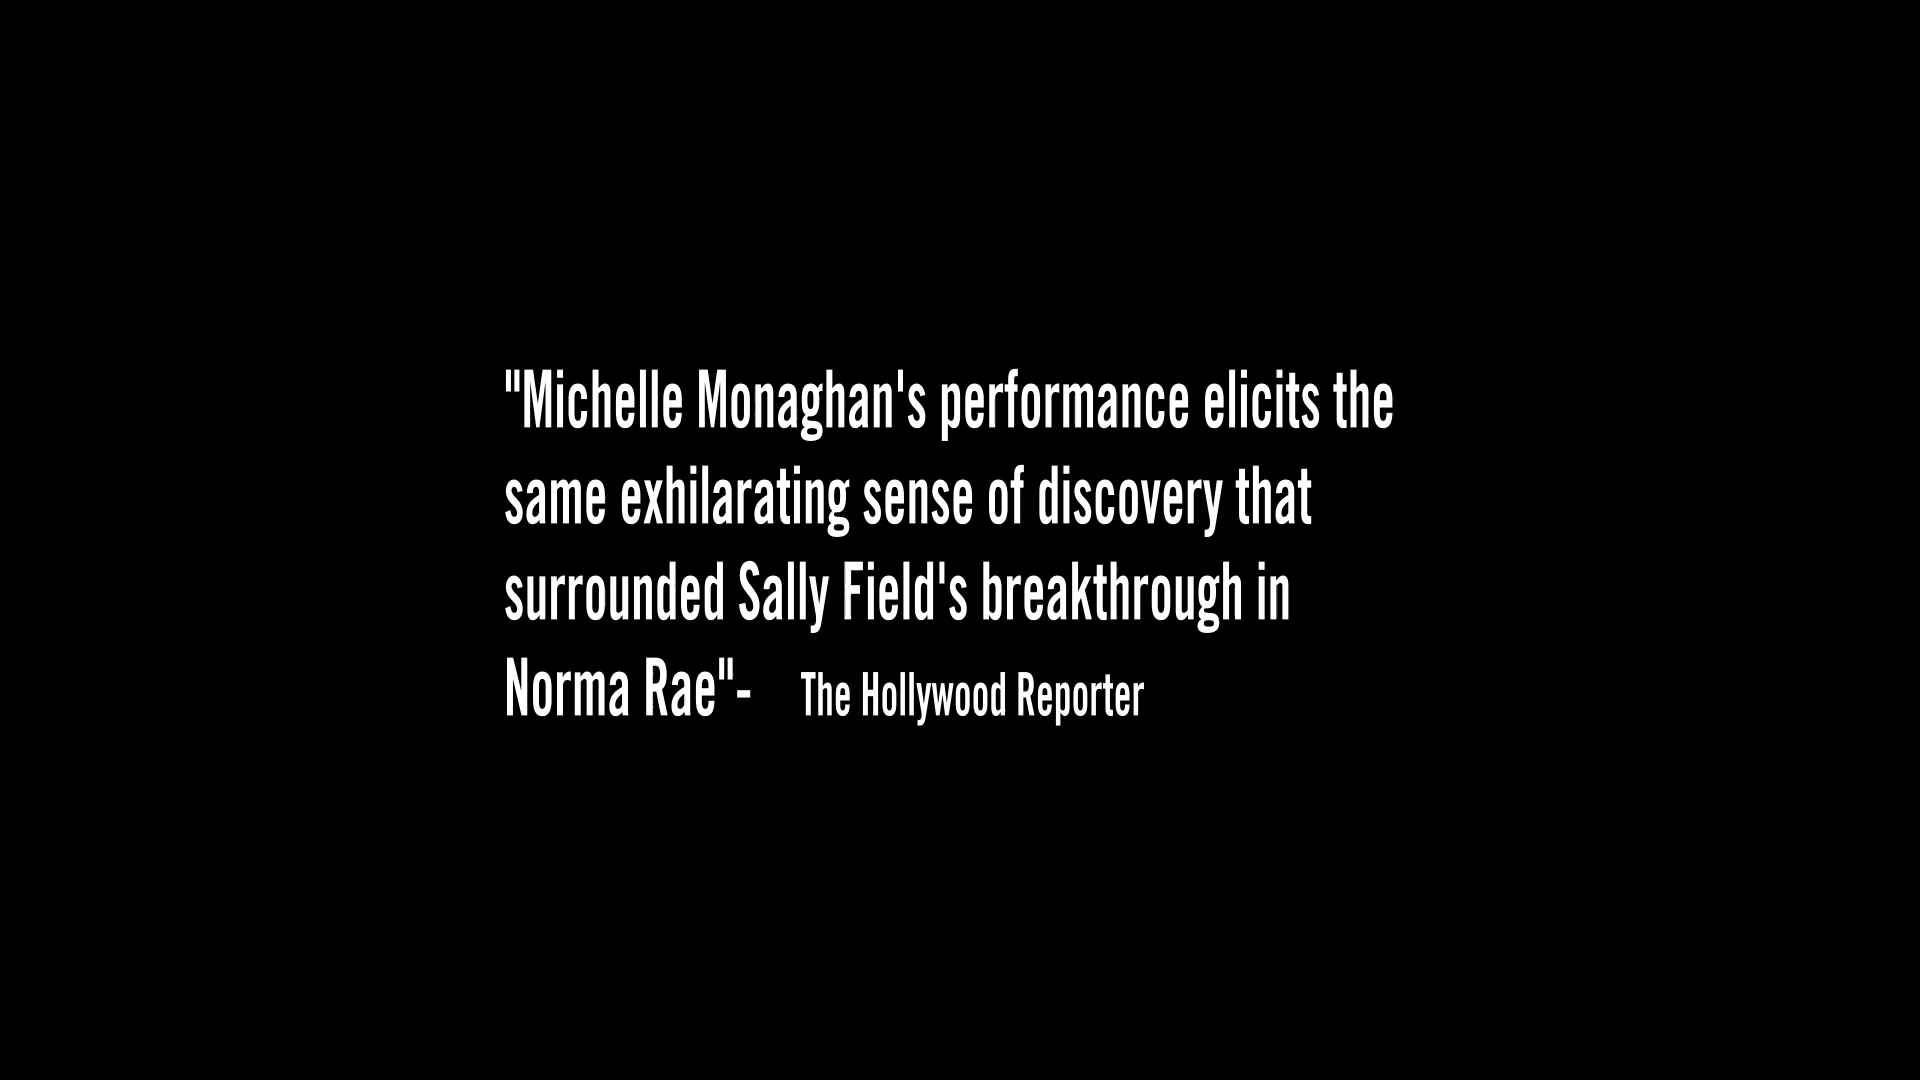 "Michelle Monaghan's performance elicits the
same exhilarating sense of discovery that
surrounded Sally Field's breakthrough in
Norma Rae"- The Hollywood Reporter